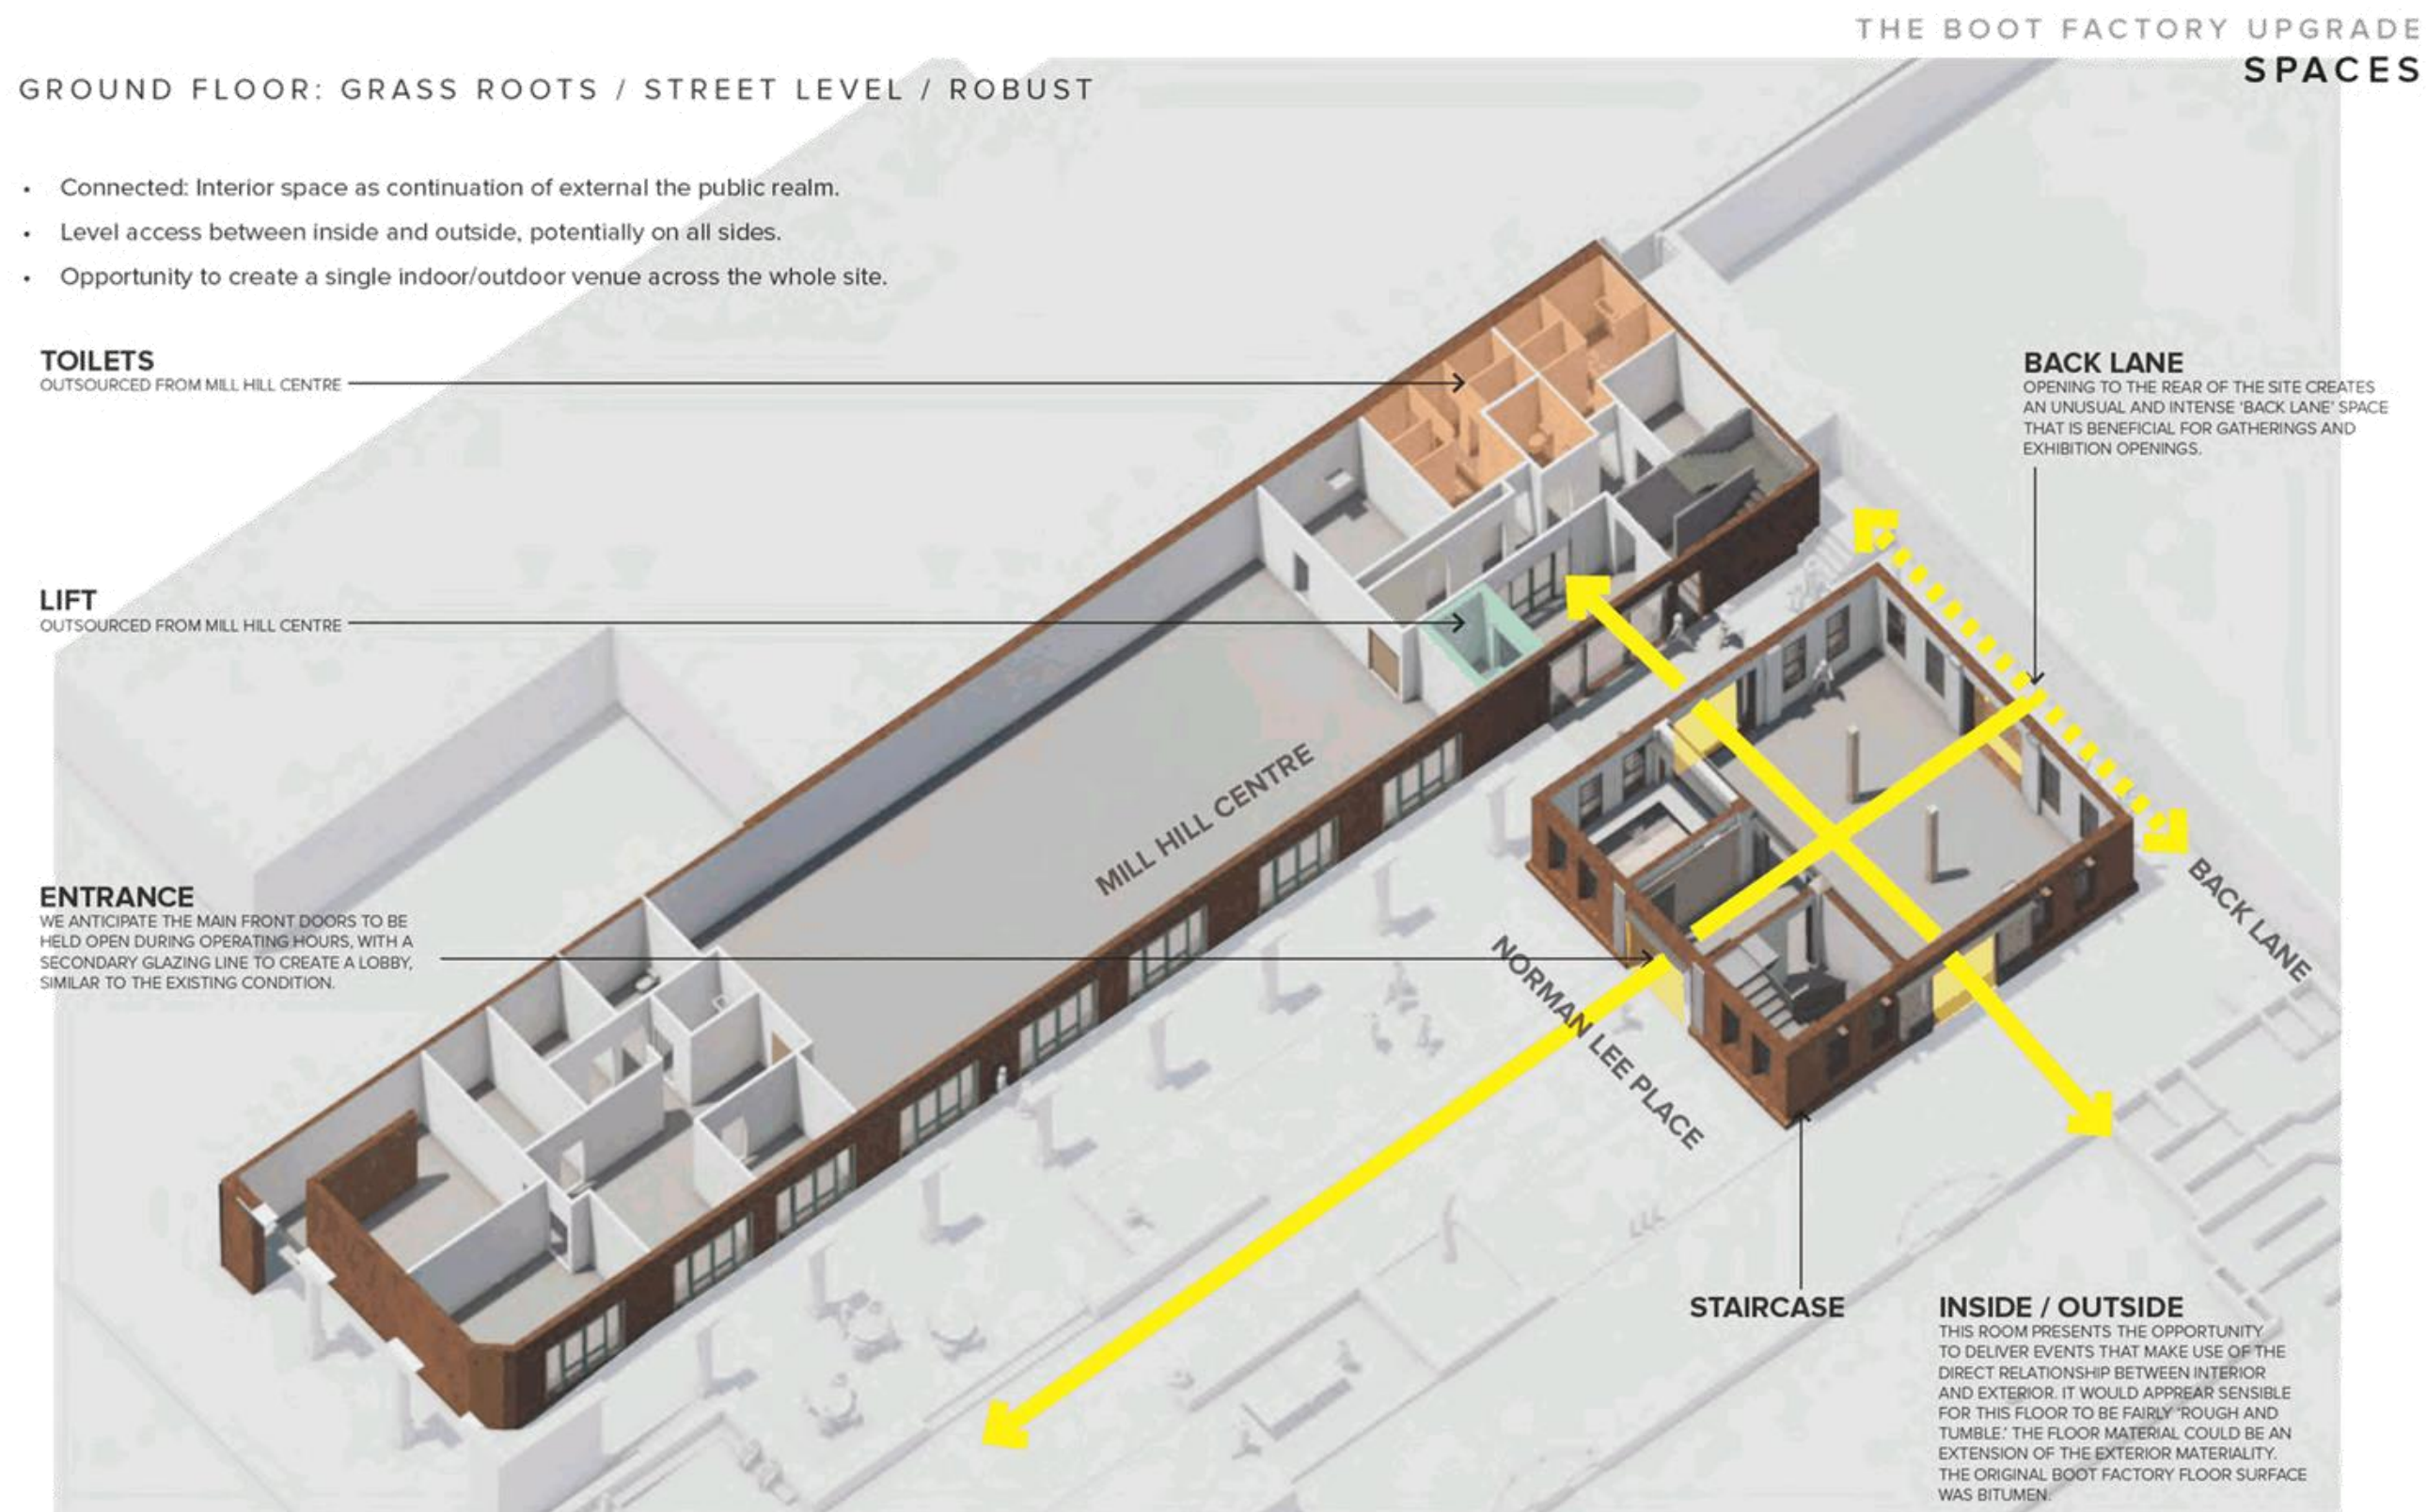 THE BOOT FACTORY UPGRADE
SPACES
GROUND FLOOR: GRASS ROOTS / STREET LEVEL / ROBUST
• Connected: Interior space as continuation of external the public realm.
• Level access between inside and outside, potentially on all sides.
• Opportunity to create a single indoor/outdoor venue across the whole site.
TOILETS
OUTSOURCED FROM MILL HILL CENTRE
BACK LANE
OPENING TO THE REAR OF THE SITE CREATES
AN UNUSUAL AND INTENSE 'BACK LANE' SPACE
THAT IS BENEFICIAL FOR GATHERINGS AND
EXHIBITION OPENINGS.
LIFT
OUTSOURCED FROM MILL HILL CENTRE
MILL HILL CENTRE
ENTRANCE
WE ANTICIPATE THE MAIN FRONT DOORS TO BE
HELD OPEN DURING OPERATING HOURS, WITH A
SECONDARY GLAZING LINE TO CREATE A LOBBY,
SIMILAR TO THE EXISTING CONDITION.
NORMAN LEE PLACE
BACK LANE
STAIRCASE
INSIDE / OUTSIDE
THIS ROOM PRESENTS THE OPPORTUNITY
TO DELIVER EVENTS THAT MAKE USE OF THE
DIRECT RELATIONSHIP BETWEEN INTERIOR
AND EXTERIOR. IT WOULD APPREAR SENSIBLE
FOR THIS FLOOR TO BE FAIRLY 'ROUGH AND
TUMBLE.' THE FLOOR MATERIAL COULD BE AN
EXTENSION OF THE EXTERIOR MATERIALITY.
THE ORIGINAL BOOT FACTORY FLOOR SURFACE
WAS BITUMEN.